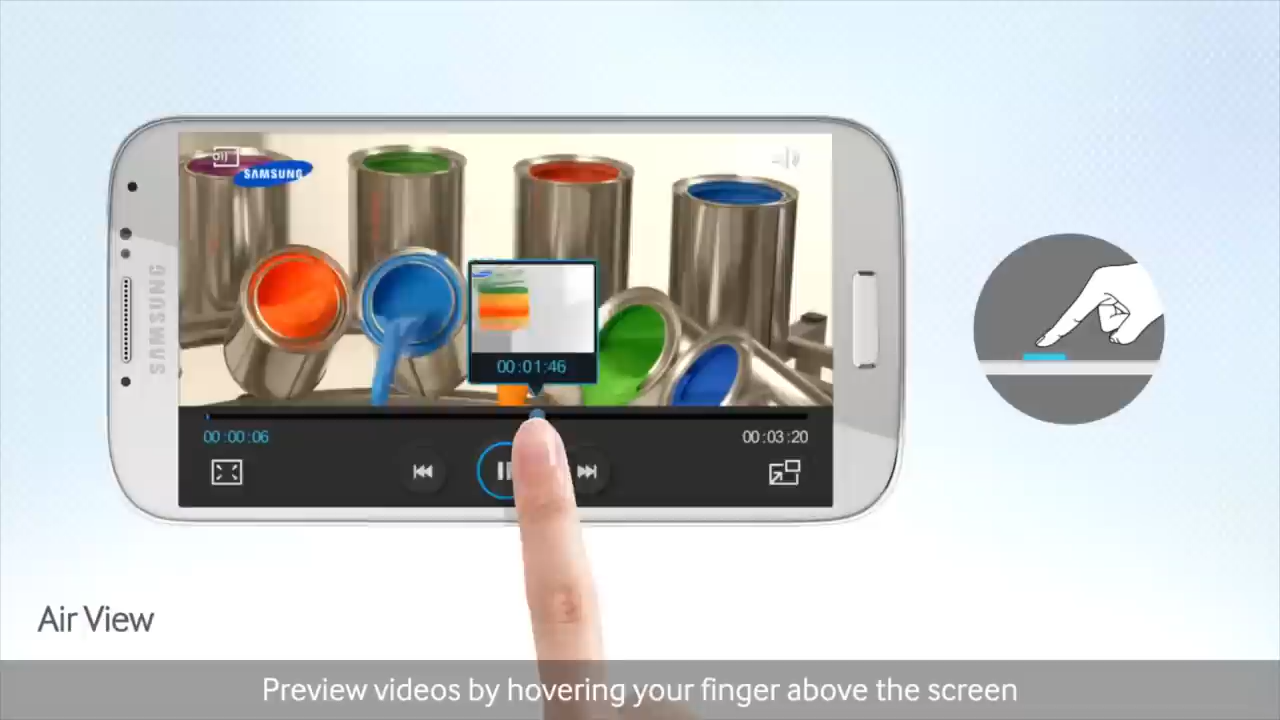 SAMSUNG
SAMSUNG
00:01:46
00:00:06
00:03:20
Air View
Preview videos by hovering your finger above the screen